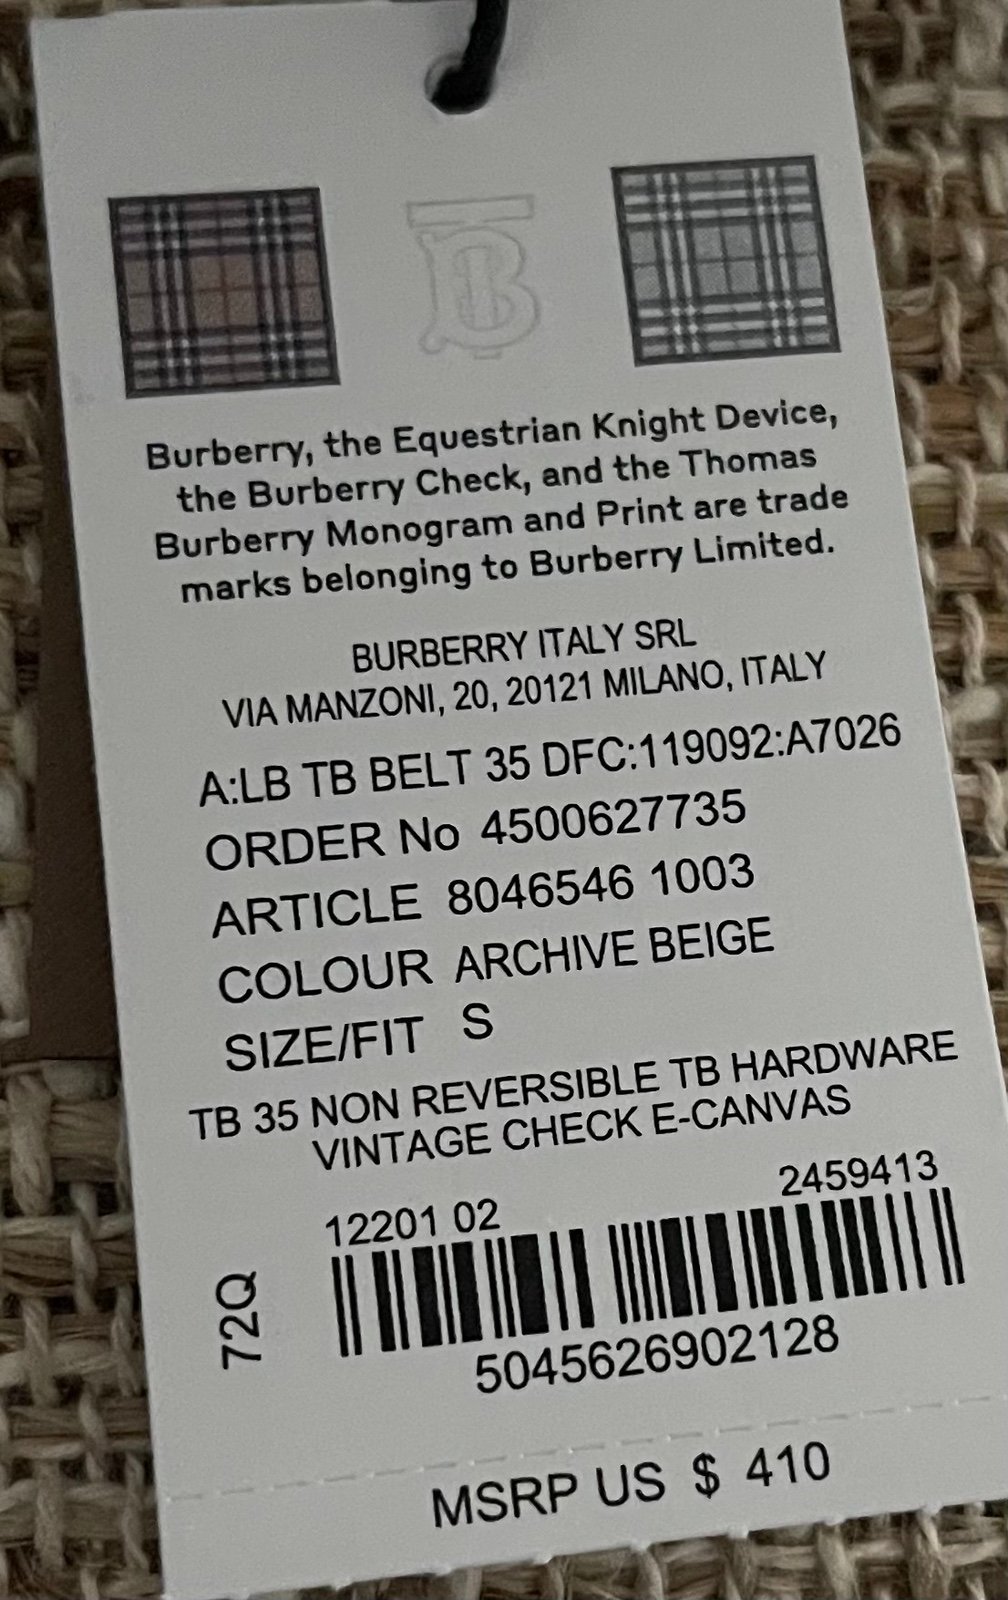 TB
Burberry, the Equestrian Knight Device,
the Burberry Check, and the Thomas
Burberry Monogram and Print are trade
marks belonging to Burberry Limited.
BURBERRY ITALY SRL
VIA MANZONI, 20, 20121 MILANO, ITALY
A:LB TB BELT 35 DFC:119092:A7026
ORDER No 4500627735
ARTICLE 8046546 1003
COLOUR ARCHIVE BEIGE
SIZE/FIT S
TB 35 NON REVERSIBLE TB HARDWARE
VINTAGE CHECK E-CANVAS
12201 02 2459413
72Q
5045626902128
MSRP US $ 410